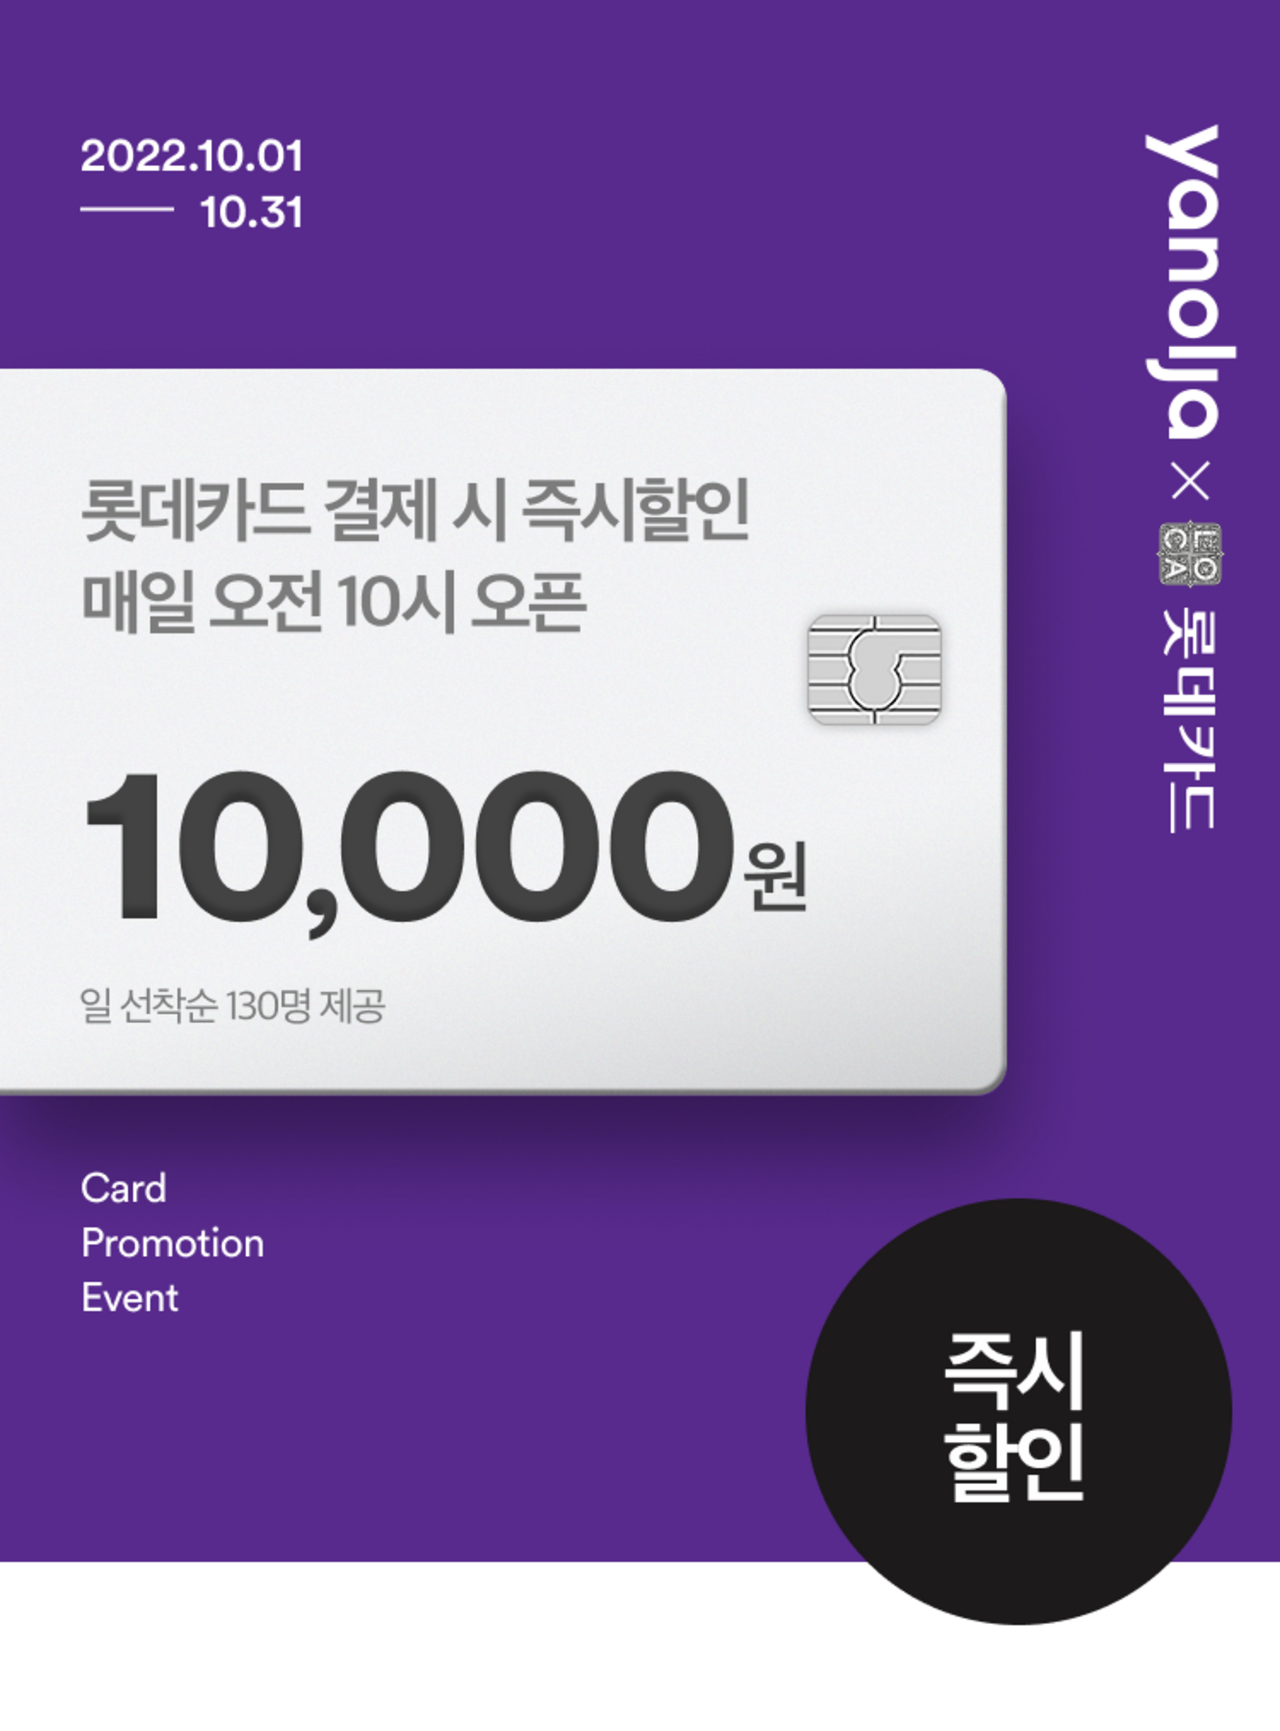 2022.10.01
10.31
yanolja × LOCA 롯데카드
롯데카드 결제 시 즉시할인
매일 오전 10시 오픈
10,000원
일 선착순 130명 제공
Card
Promotion
Event
즉시
할인